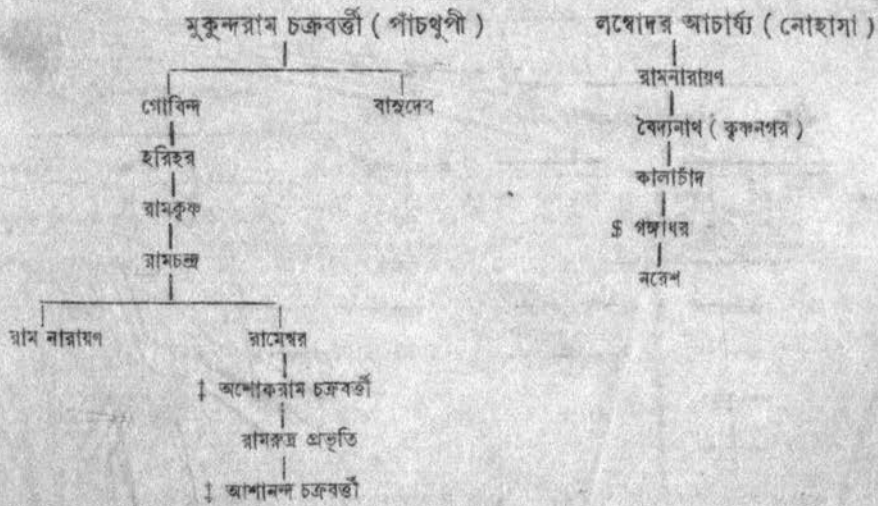 মুকুন্দরাম চক্রবর্ত্তী ( পাঁচথুপী )
গোবিন্দ বাসুদেব
হরিহর
রামকৃষ্ণ
রামচন্দ্র
রাম নারায়ণ রামেশ্বর
‡ অশোকরাম চক্রবর্ত্তী
রামরুদ্র প্রভৃতি
‡ আশানন্দ চক্রবর্ত্তী
লম্বোদর আচার্য্য ( নোহাসা )
রামনারায়ণ
বৈদ্যনাথ ( কৃষ্ণনগর )
কালাচাঁদ
$ গঙ্গাধর
নরেশ